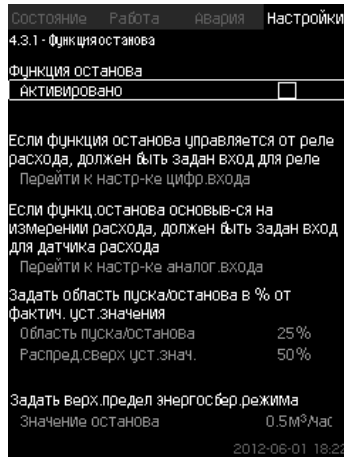 Состояние Работа Авария Настройки
4.3.1 - Функция останова
Функция останова
Активировано
Если функция останова управляется от реле
расхода, должен быть задан вход для реле
Перейти к настр-ке цифр.входа
Если функц.останова основыв-ся на
измерении расхода, должен быть задан вход
для датчика расхода
Перейти к настр-ке аналог.входа
Задать область пуска/останова в % от
фактич. уст.значения
Область пуска/останова 25%
Распред.сверх уст.знач. 50%
Задать верх.предел энергосбер.режима
Значение останова 0.5м³/час
2012-06-01 18:22